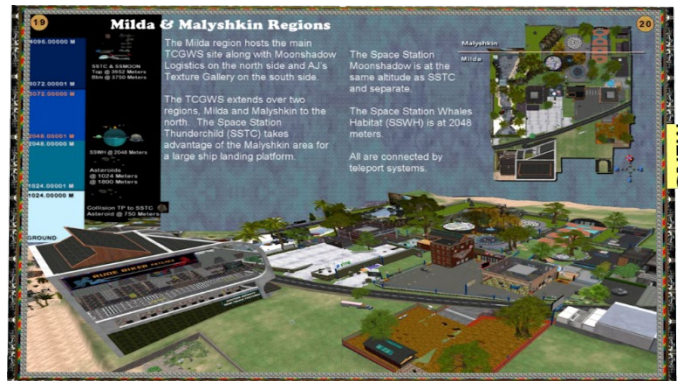 19
Milda & Malyshkin Regions
20
4096.00000 M
SSTC & SSMOON
Top @ 3952 Meters
Rim @ 3750 Meters
3072.00001 M
3072.00000 M
2048.00001 M
2048.00000 M
SSWH @ 2048 Meters
Asteroids
@ 1024 Meters
@ 1800 Meters
1024.00001 M
1024.00000 M
Collision TP to SSTC
Asteroid @ 750 Meters
GROUND
The Milda region hosts the main
TCGWS site along with Moonshadow
Logistics on the north side and AJ's
Texture Gallery on the south side.
The TCGWS extends over two
regions, Milda and Malyshkin to the
north. The Space Station
Thunderchild (SSTC) takes
advantage of the Malyshkin area for
a large ship landing platform.
The Space Station
Moonshadow is at the
same altitude as SSTC
and separate.
The Space Station Whales
Habitat (SSWH) is at 2048
meters.
All are connected by
teleport systems.
Malyshkin
Milda